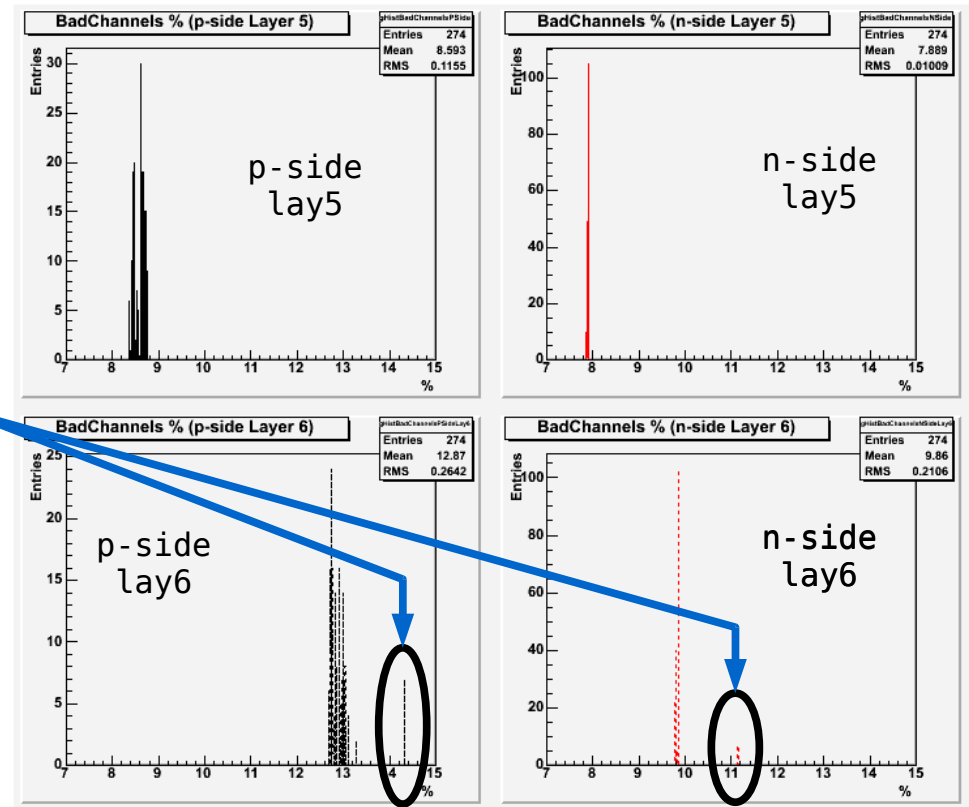 BadChannels % (p-side Layer 5)
gHistBadChannelsPSide
Entries 274
Mean 8.593
RMS 0.1155
Entries
30
25
20
15
10
5
0
7 8 9 10 11 12 13 14 15
%
p-side
lay5
BadChannels % (n-side Layer 5)
gHistBadChannelsNSide
Entries 274
Mean 7.889
RMS 0.01009
Entries
100
80
60
40
20
0
7 8 9 10 11 12 13 14 15
%
n-side
lay5
BadChannels % (p-side Layer 6)
gHistBadChannelsPSideLay6
Entries 274
Mean 12.87
RMS 0.2642
Entries
25
20
15
10
5
0
7 8 9 10 11 12 13 14 15
%
p-side
lay6
BadChannels % (n-side Layer 6)
gHistBadChannelsNSideLay6
Entries 274
Mean 9.86
RMS 0.2106
Entries
100
80
60
40
20
0
7 8 9 10 11 12 13 14 15
%
n-side
lay6